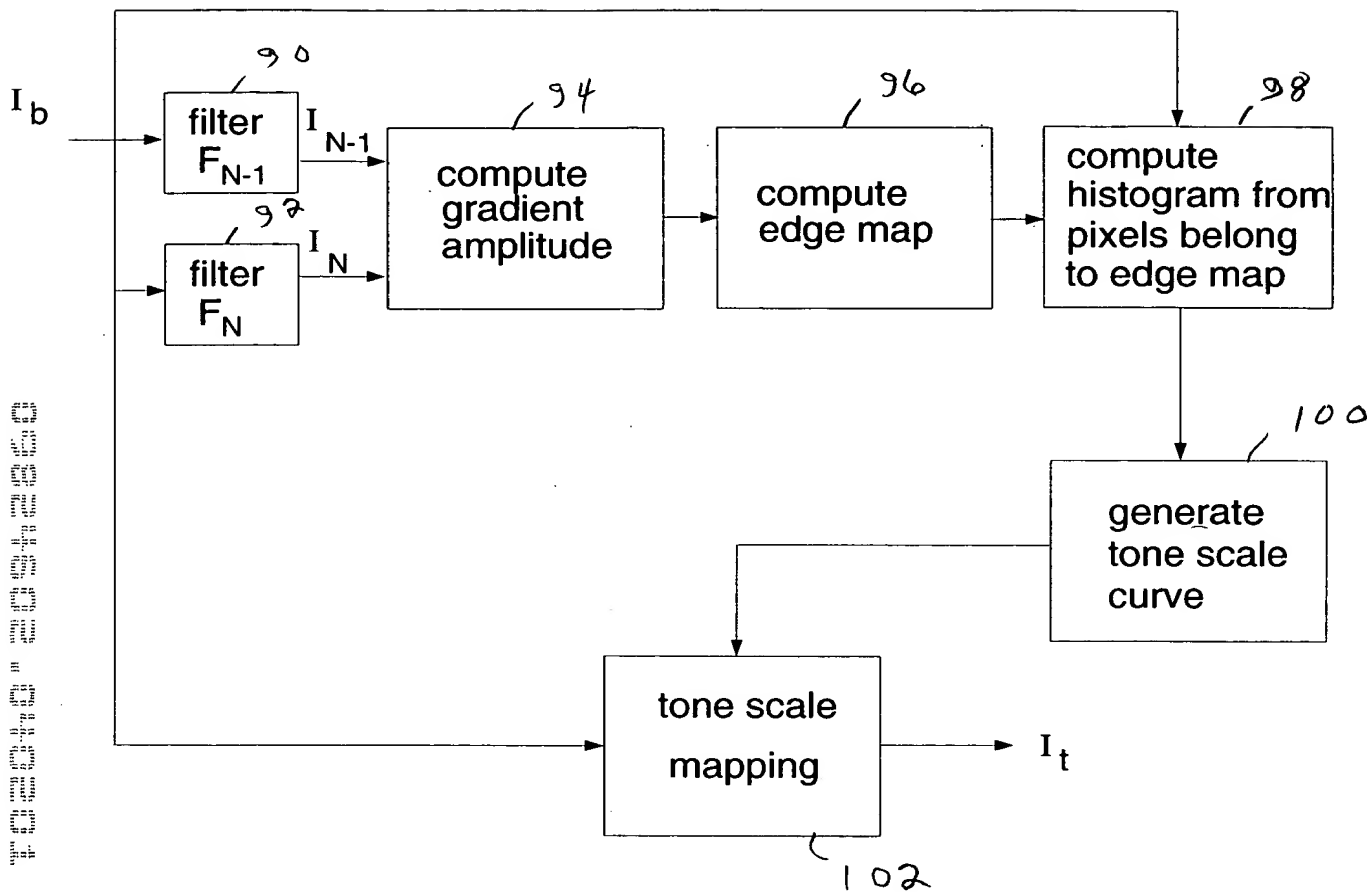 90
94
96
98
I_b
filter
F_N-1
I_N-1
compute
gradient
amplitude
compute
edge map
compute
histogram from
pixels belong
to edge map
92
filter
F_N
I_N
100
generate
tone scale
curve
tone scale
mapping
I_t
102